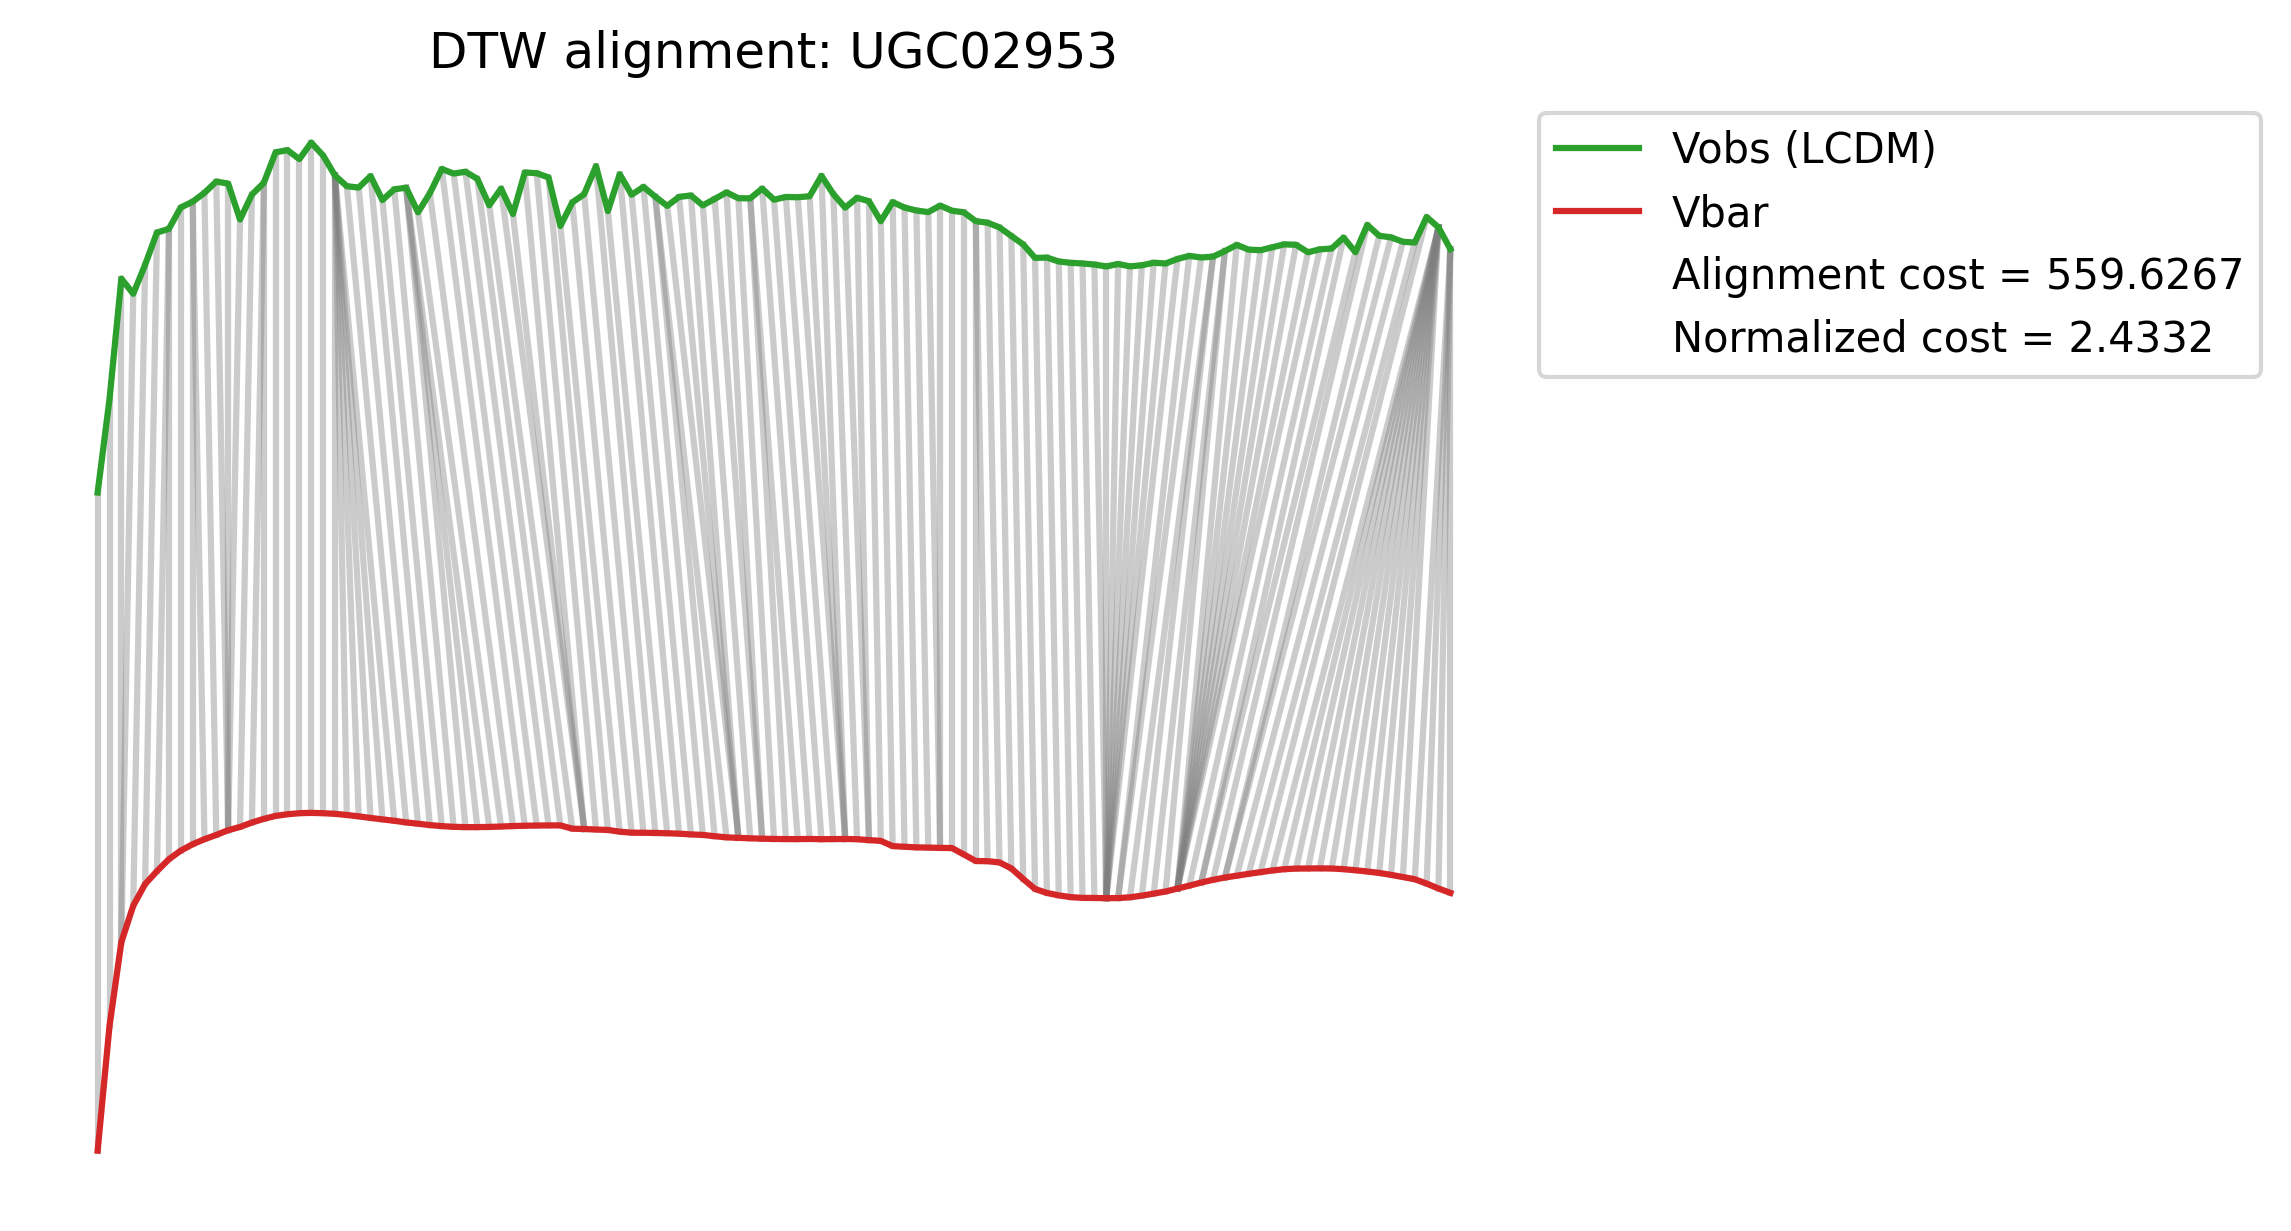 DTW alignment: UGC02953
Vobs (LCDM)
Vbar
Alignment cost = 559.6267
Normalized cost = 2.4332